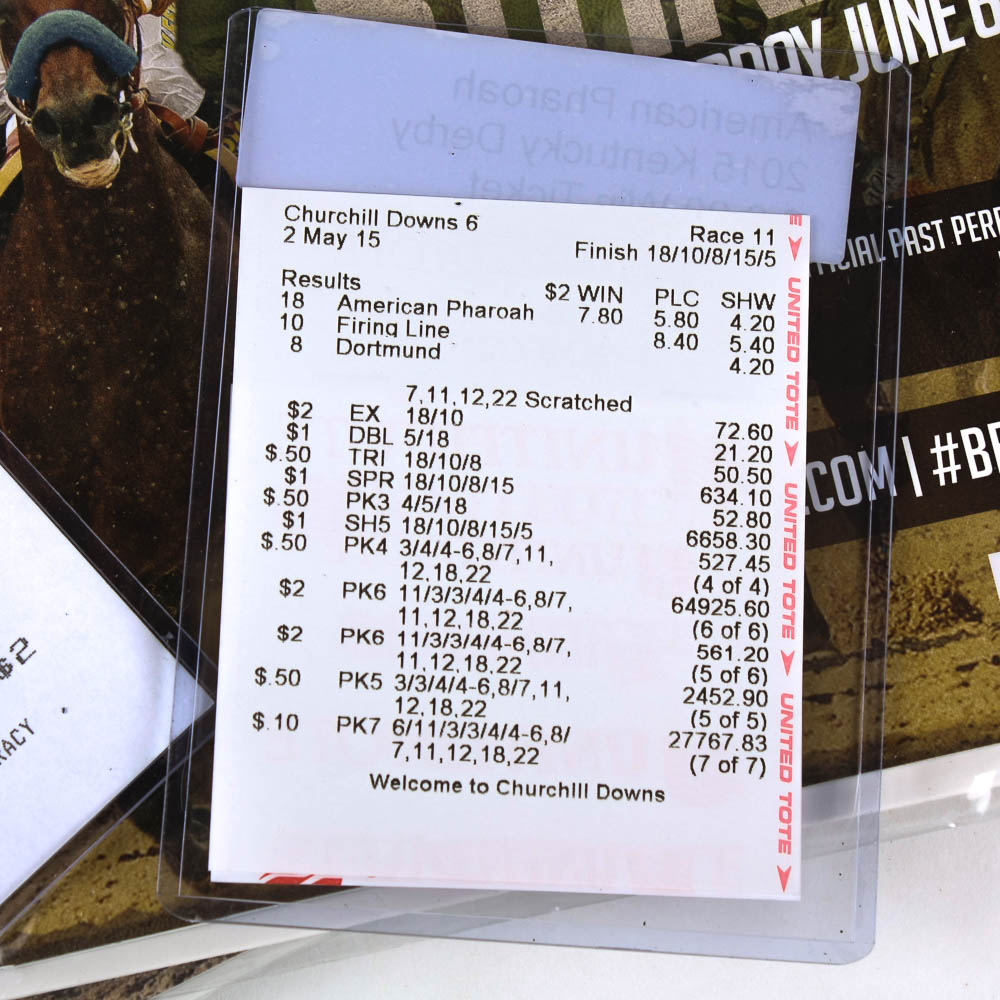 JUNE 6
American Pharoah
2015 Kentucky Derby
Ticket
Churchill Downs 6 Race 11
2 May 15 Finish 18/10/8/15/5
Results $2 WIN PLC SHW
18 American Pharoah 7.80 5.80 4.20
10 Firing Line 8.40 5.40
8 Dortmund 4.20
7,11,12,22 Scratched
$2 EX 18/10 72.60
$1 DBL 5/18 21.20
$.50 TRI 18/10/8 50.50
$1 SPR 18/10/8/15 634.10
$.50 PK3 4/5/18 52.80
$1 SH5 18/10/8/15/5 6658.30
$.50 PK4 3/4/4-6,8/7,11, 527.45
12,18,22 (4 of 4)
$2 PK6 11/3/3/4/4-6,8/7, 64925.60
11,12,18,22 (6 of 6)
$2 PK6 11/3/3/4/4-6,8/7, 561.20
11,12,18,22 (5 of 6)
$.50 PK5 3/3/4/4-6,8/7,11, 2452.90
12,18,22 (5 of 5)
$.10 PK7 6/11/3/3/4/4-6,8/ 27767.83
7,11,12,18,22 (7 of 7)
Welcome to Churchill Downs
E
UNITED TOTE
UNITED TOTE
UNITED TOTE
PAST
.COM | #BE
$2
RACY